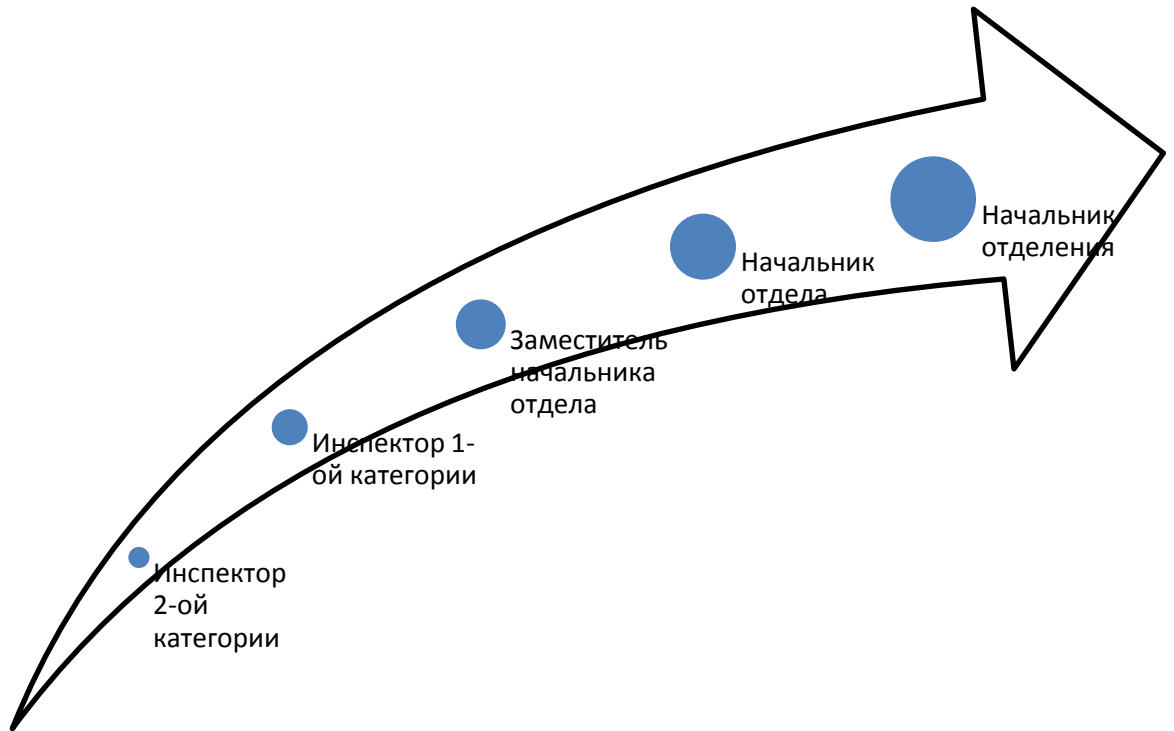 Начальник
отделения
Начальник
отдела
Заместитель
начальника
отдела
Инспектор 1-
ой категории
Инспектор
2-ой
категории